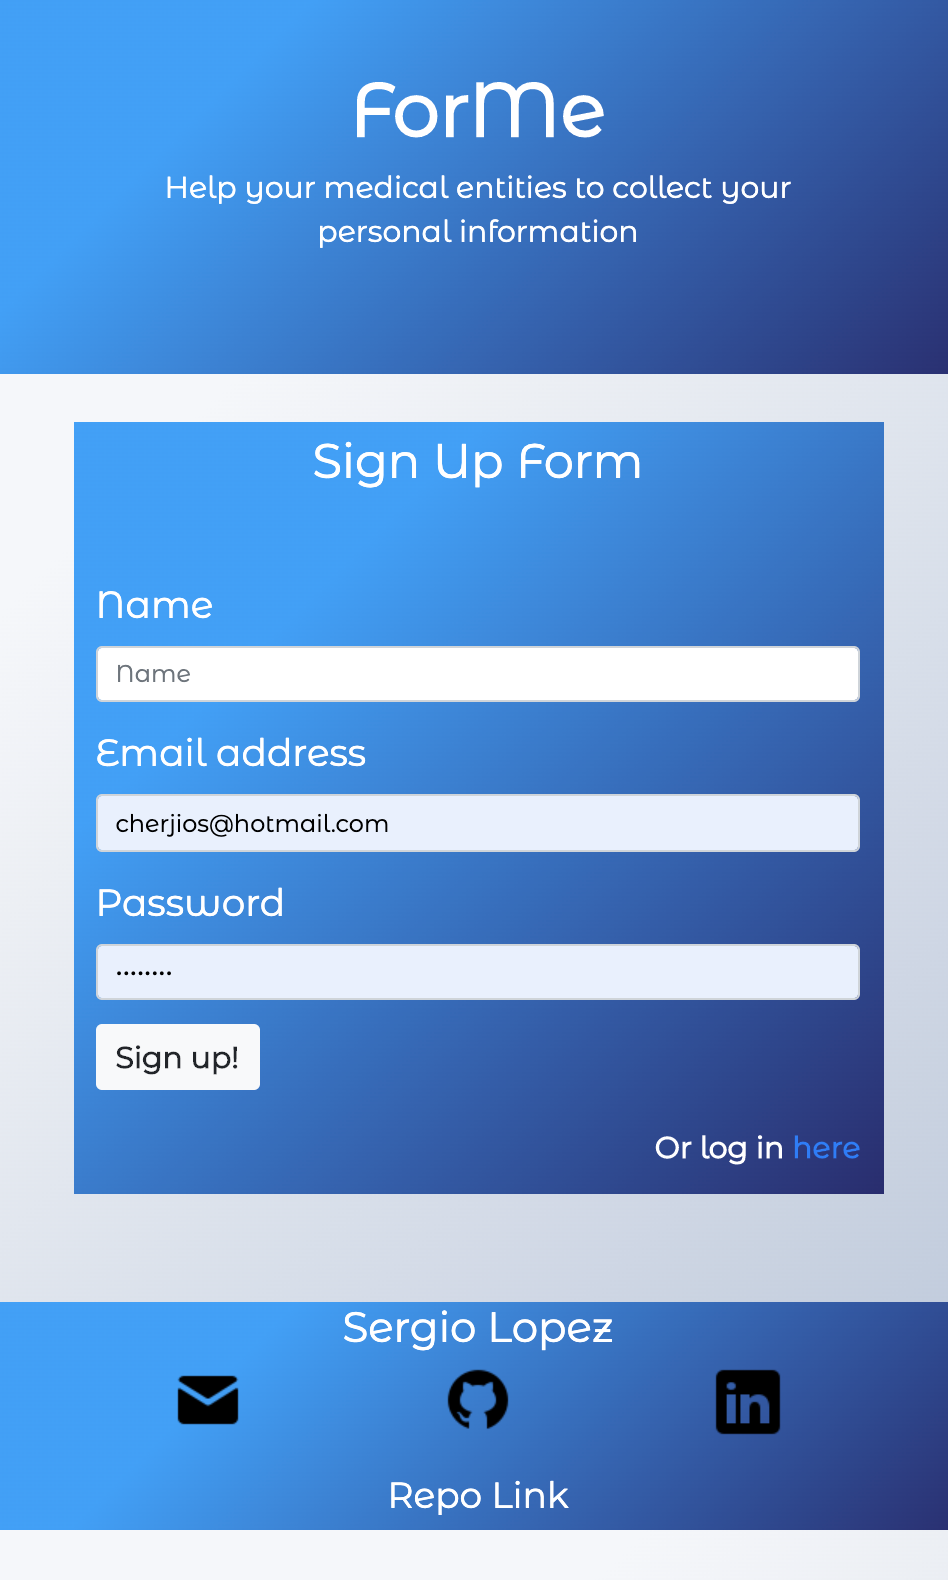 ForMe
Help your medical entities to collect your
personal information
Sign Up Form
Name
Name
Email address
cherjios@hotmail.com
Password
••••••••
Sign up!
Or log in here
Sergio Lopez
in
Repo Link